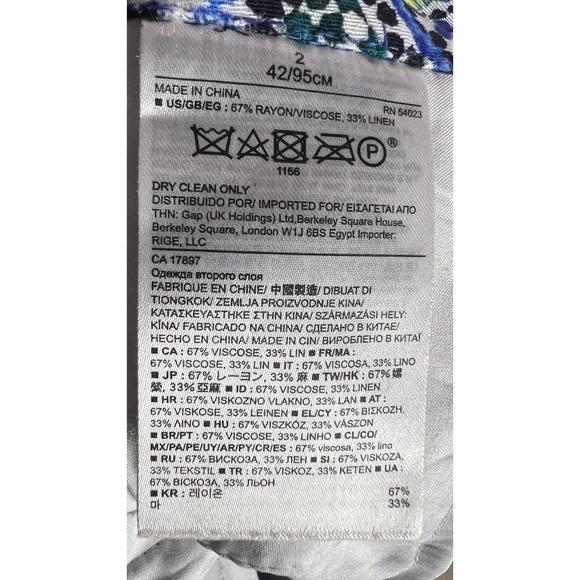 2
42/95CM
MADE IN CHINA
RN 54023
■ US/GB/EG : 67% RAYON/VISCOSE, 33% LINEN
P®
1166
DRY CLEAN ONLY
DISTRIBUIDO POR/ IMPORTED FOR/ ΕΙΣΑΓΕΤΑΙ ΑΠΟ
ΤΗΝ: Gap (UK Holdings) Ltd,Berkeley Square House,
Berkeley Square, London W1J 6BS Egypt Importer:
RIGE, LLC
CA 17897
Одежда второго слоя
FABRIQUÉ EN CHINE/ 中國製造/ DIBUAT DI
TIONGKOK/ ZEMLJA PROIZVODNJE KINA/
ΚΑΤΑΣΚΕΥΑΣΤΗΚΕ ΣΤΗΝ ΚΙΝΑ/ SZÁRMAZÁSI HELY:
KÍNA/ FABRICADO NA CHINA/ СДЕЛАНО В КИТАЕ/
HECHO EN CHINA/ MADE IN CIN/ ВИРОБЛЕНО В КИТАЇ
■ CA : 67% VISCOSE, 33% LIN ■ FR/MA :
67% VISCOSE, 33% LIN ■ IT : 67% VISCOSA, 33% LINO
■ JP : 67% レーヨン, 33% 麻 ■ TW/HK : 67% 嫘
縈, 33% 亞麻 ■ ID : 67% VISCOSE, 33% LINEN
■ HR : 67% VISKOZNO VLAKNO, 33% LAN ■ AT :
67% VISKOSE, 33% LEINEN ■ EL/CY : 67% ΒΙΣΚΟΖΗ,
33% ΛΙΝΟ ■ HU : 67% VISZKÓZ, 33% VÁSZON
■ BR/PT : 67% VISCOSE, 33% LINHO ■ CL/CO/
MX/PA/PE/UY/AR/PY/CR/ES : 67% viscosa, 33% lino
■ RU : 67% ВИСКОЗА, 33% ЛЕН ■ SI : 67% VISKOZA,
33% TEKSTIL ■ TR : 67% VISKOZ, 33% KETEN ■ UA :
67% ВІСКОЗА, 33% ЛЬОН
■ KR : 레이온 67%
마 33%